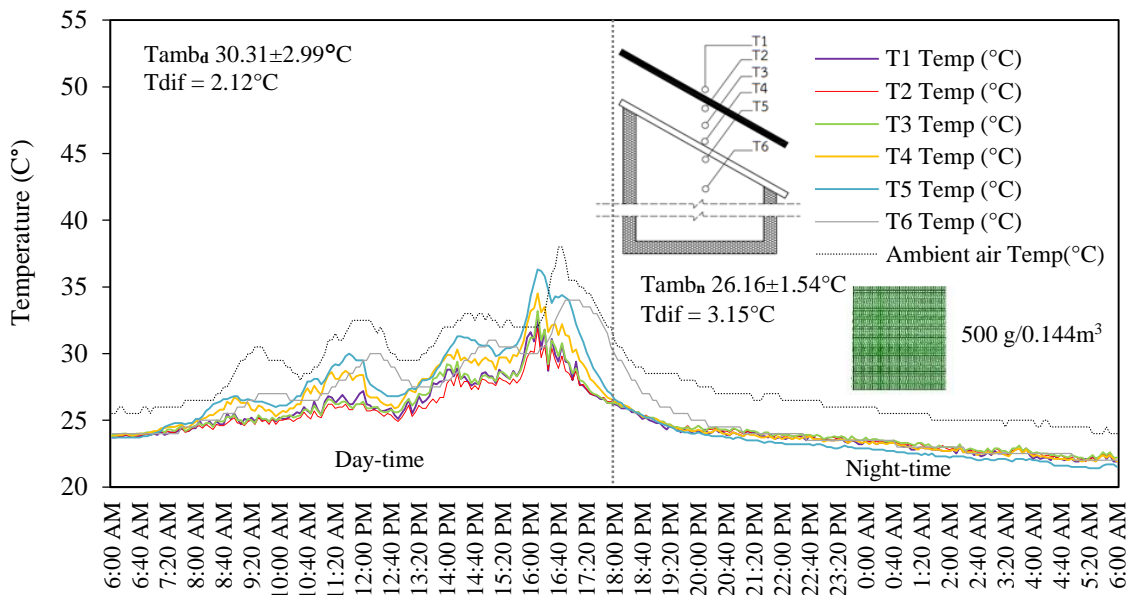 Temperature (C°)
55
50
45
40
35
30
25
20
Tambd 30.31±2.99°C
Tdif = 2.12°C
T1
T2
T3
T4
T5
T6
T1 Temp (°C)
T2 Temp (°C)
T3 Temp (°C)
T4 Temp (°C)
T5 Temp (°C)
T6 Temp (°C)
Ambient air Temp(°C)
Tambn 26.16±1.54°C
Tdif = 3.15°C
500 g/0.144m³
Day-time
Night-time
6:00 AM
6:40 AM
7:20 AM
8:00 AM
8:40 AM
9:20 AM
10:00 AM
10:40 AM
11:20 AM
12:00 PM
12:40 PM
13:20 PM
14:00 PM
14:40 PM
15:20 PM
16:00 PM
16:40 PM
17:20 PM
18:00 PM
18:40 PM
19:20 PM
20:00 PM
20:40 PM
21:20 PM
22:00 PM
22:40 PM
23:20 PM
0:00 AM
0:40 AM
1:20 AM
2:00 AM
2:40 AM
3:20 AM
4:00 AM
4:40 AM
5:20 AM
6:00 AM